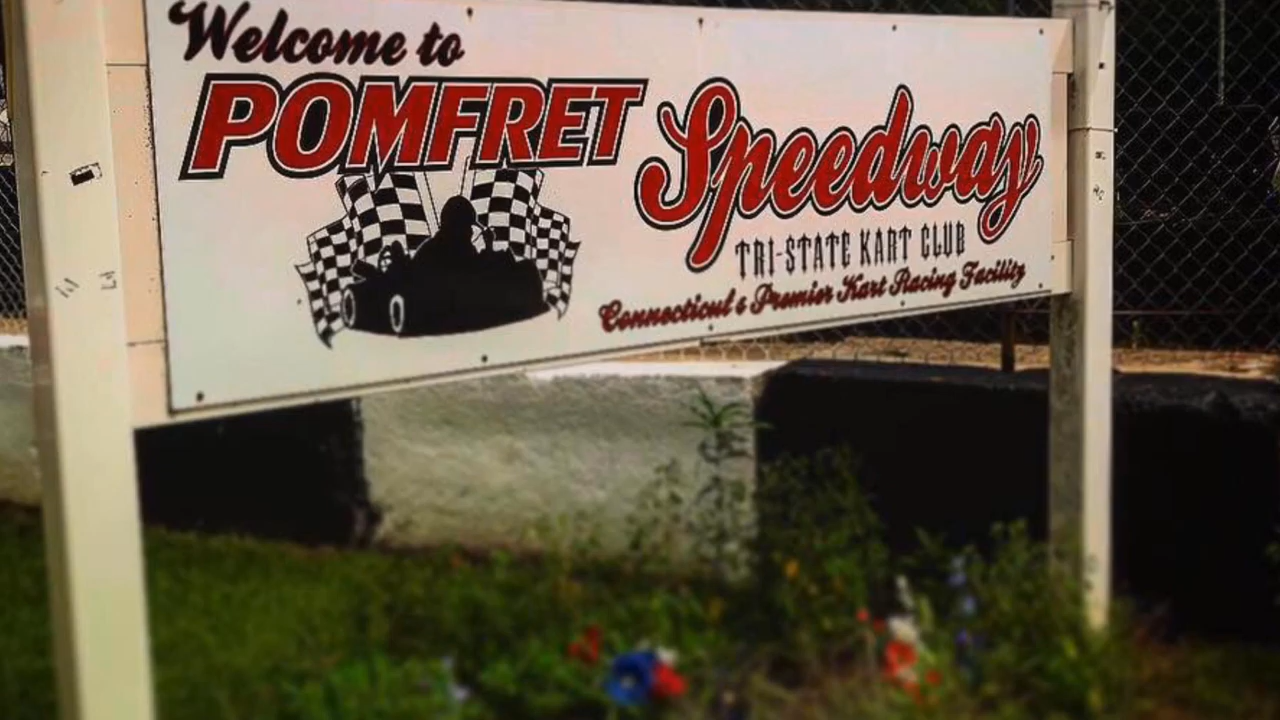 Welcome to
POMFRET Speedway
TRI-STATE KART CLUB
Connecticut's Premier Kart Racing Facility